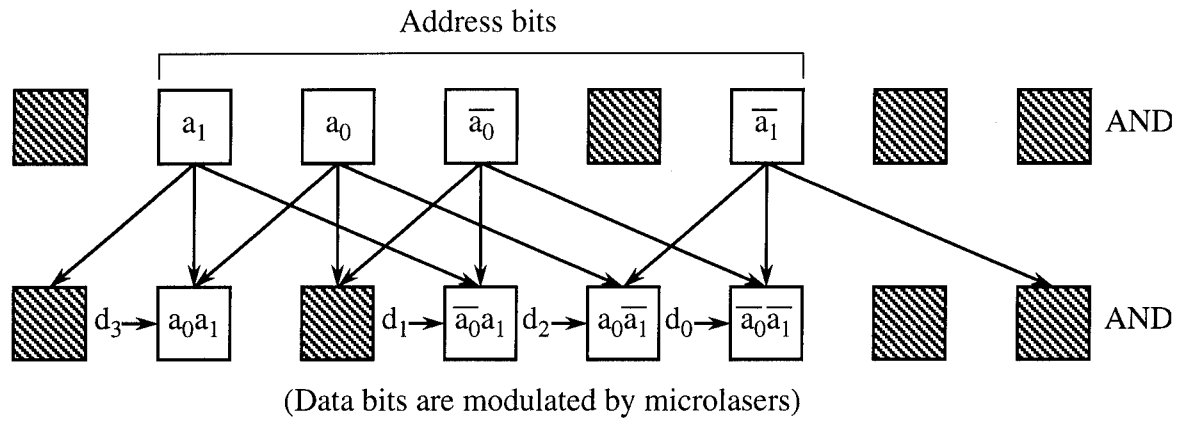 Address bits
a₁ a₀ a̅₀ a̅₁ AND
d₃ a₀a₁ d₁ a̅₀a₁ d₂ a₀a̅₁ d₀ a̅₀a̅₁ AND
(Data bits are modulated by microlasers)